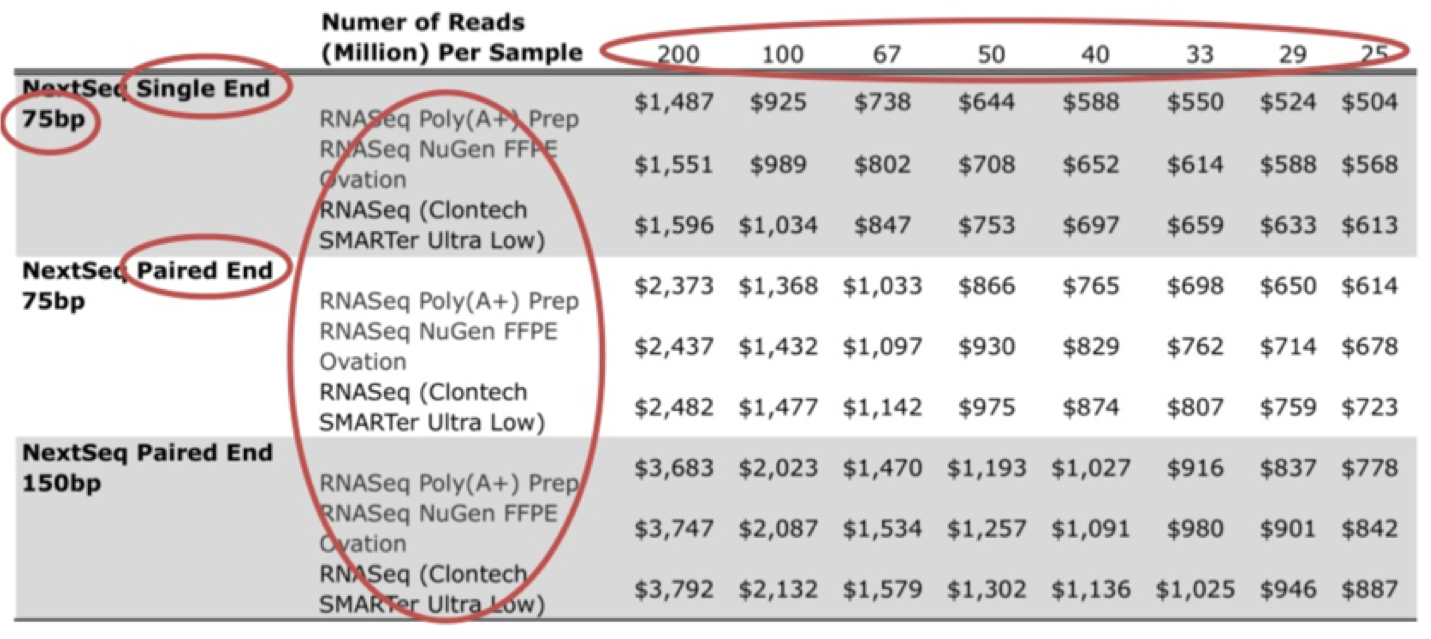 Numer of Reads
(Million) Per Sample 200 100 67 50 40 33 29 25
NextSeq Single End
75bp RNASeq Poly(A+) Prep $1,487 $925 $738 $644 $588 $550 $524 $504
RNASeq NuGen FFPE
Ovation $1,551 $989 $802 $708 $652 $614 $588 $568
RNASeq (Clontech
SMARTer Ultra Low) $1,596 $1,034 $847 $753 $697 $659 $633 $613
NextSeq Paired End
75bp RNASeq Poly(A+) Prep $2,373 $1,368 $1,033 $866 $765 $698 $650 $614
RNASeq NuGen FFPE
Ovation $2,437 $1,432 $1,097 $930 $829 $762 $714 $678
RNASeq (Clontech
SMARTer Ultra Low) $2,482 $1,477 $1,142 $975 $874 $807 $759 $723
NextSeq Paired End
150bp RNASeq Poly(A+) Prep $3,683 $2,023 $1,470 $1,193 $1,027 $916 $837 $778
RNASeq NuGen FFPE
Ovation $3,747 $2,087 $1,534 $1,257 $1,091 $980 $901 $842
RNASeq (Clontech
SMARTer Ultra Low) $3,792 $2,132 $1,579 $1,302 $1,136 $1,025 $946 $887